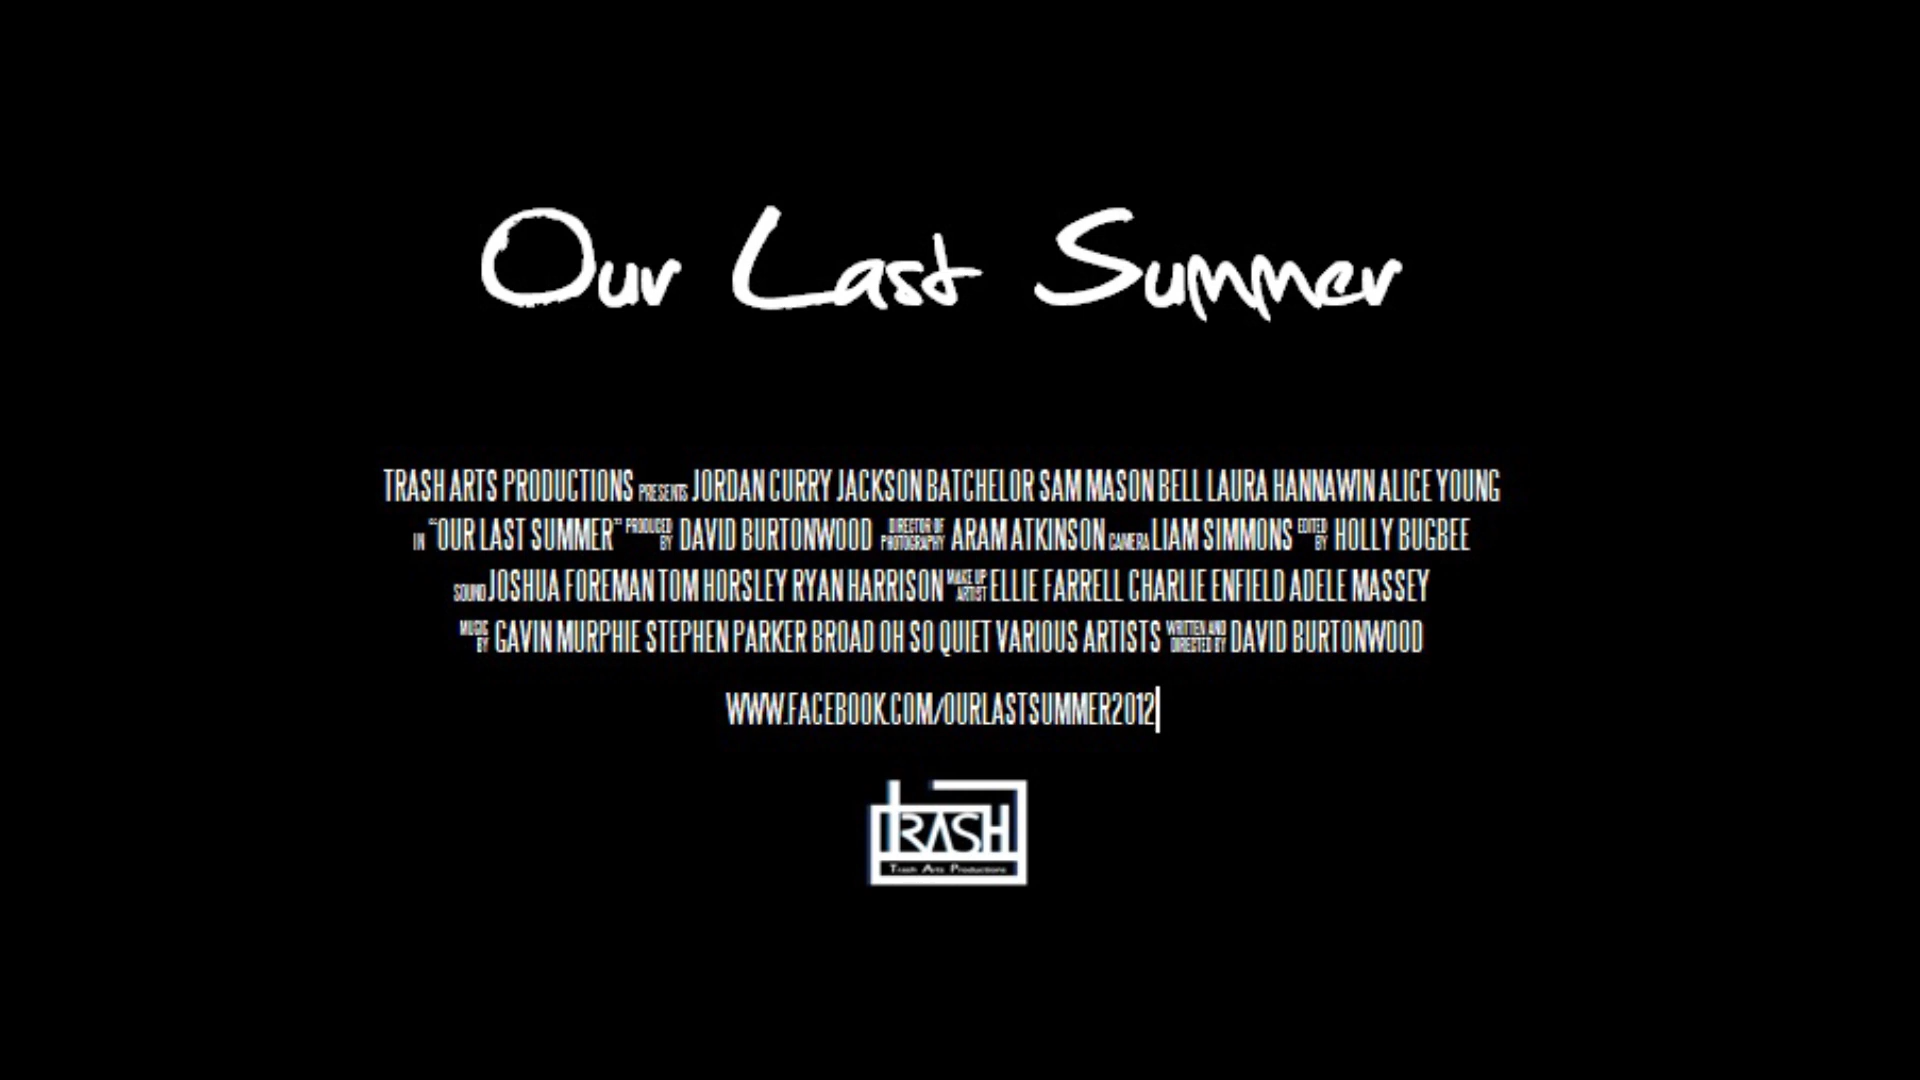 Our Last Summer
TRASH ARTS PRODUCTIONS PRESENTS JORDAN CURRY JACKSON BATCHELOR SAM MASON BELL LAURA HANNAWIN ALICE YOUNG
IN "OUR LAST SUMMER" PRODUCED BY DAVID BURTONWOOD DIRECTOR OF PHOTOGRAPHY ARAM ATKINSON CAMERA LIAM SIMMONS EDITED BY HOLLY BUGBEE
SOUND JOSHUA FOREMAN TOM HORSLEY RYAN HARRISON MAKE UP ARTIST ELLIE FARRELL CHARLIE ENFIELD ADELE MASSEY
MUSIC BY GAVIN MURPHIE STEPHEN PARKER BROAD OH SO QUIET VARIOUS ARTISTS WRITTEN AND DIRECTED BY DAVID BURTONWOOD
WWW.FACEBOOK.COM/OURLASTSUMMER2012
TRASH
Trash Arts Productions